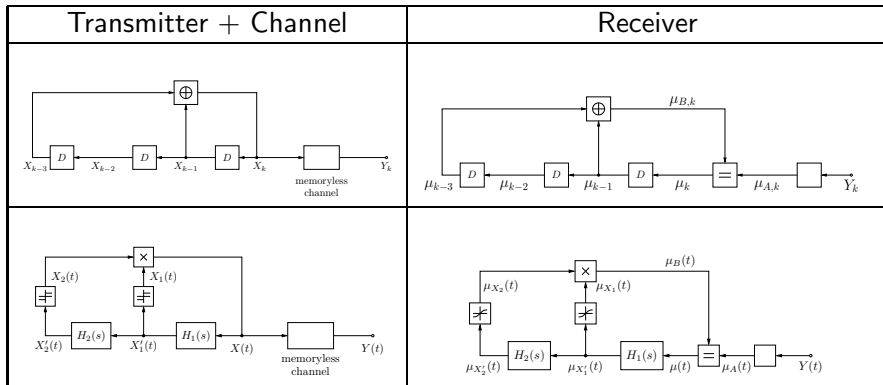 Transmitter + Channel
Receiver
⊕
X_{k−3} D X_{k−2} D X_{k−1} D X_k Y_k
memoryless
channel
⊕ μ_{B,k}
μ_{k−3} D μ_{k−2} D μ_{k−1} D μ_k = μ_{A,k} Y_k
×
X_2(t) X_1(t)
H_2(s) H_1(s)
X′_2(t) X′_1(t) X(t) Y(t)
memoryless
channel
× μ_B(t)
μ_{X_2}(t) μ_{X_1}(t)
H_2(s) H_1(s) =
μ_{X′_2}(t) μ_{X′_1}(t) μ(t) μ_A(t) Y(t)